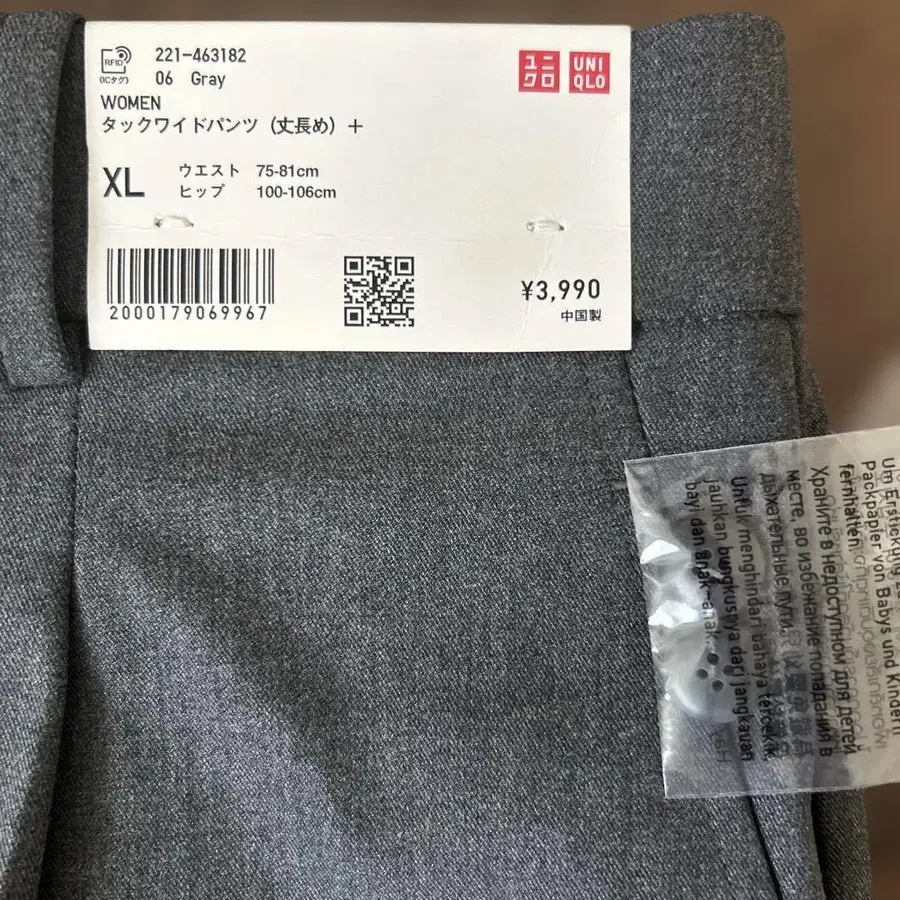 RFID
(ICタグ)
221-463182
06 Gray
ユニクロ
UNIQLO
WOMEN
タックワイドパンツ (丈長め) +
XL
ウエスト 75-81cm
ヒップ 100-106cm
2000179069967
¥3,990
中国製
Um Erstickung
Packpapier von Babys und Kindern
fernhalten.
Храните в недоступном для детей
месте, во избежание попадания в
дыхательные пути.
Untuk menghindari bahaya tercekik,
jauhkan bungkusnya dari jangkauan
bayi dan anak-anak.